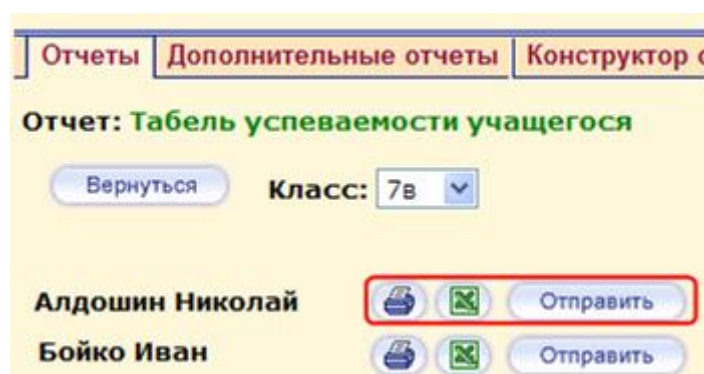 Отчеты Дополнительные отчеты Конструктор
Отчет: Табель успеваемости учащегося
Вернуться Класс: 7в
Алдошин Николай Отправить
Бойко Иван Отправить